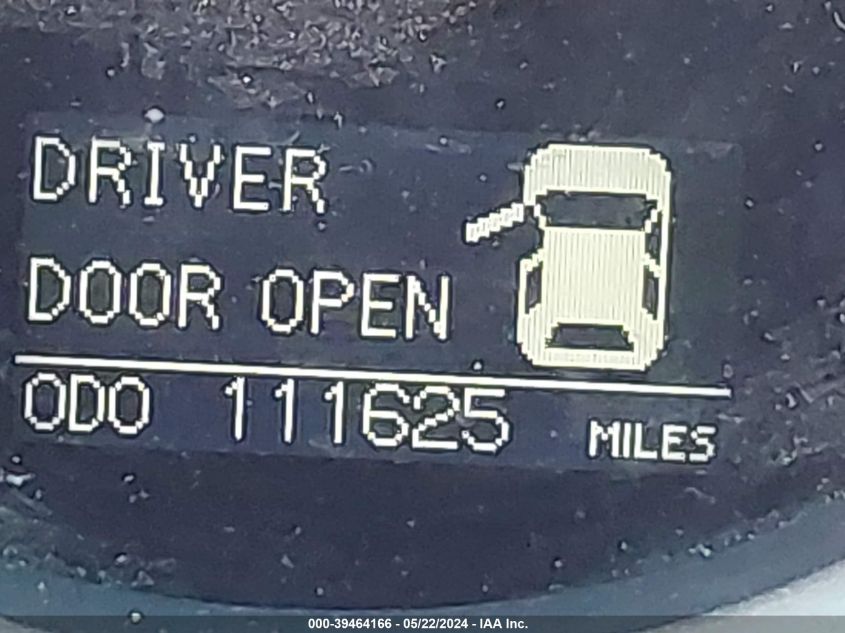 DRIVER
DOOR OPEN
ODO 111625 MILES
000-39464166 - 05/22/2024 - IAA Inc.